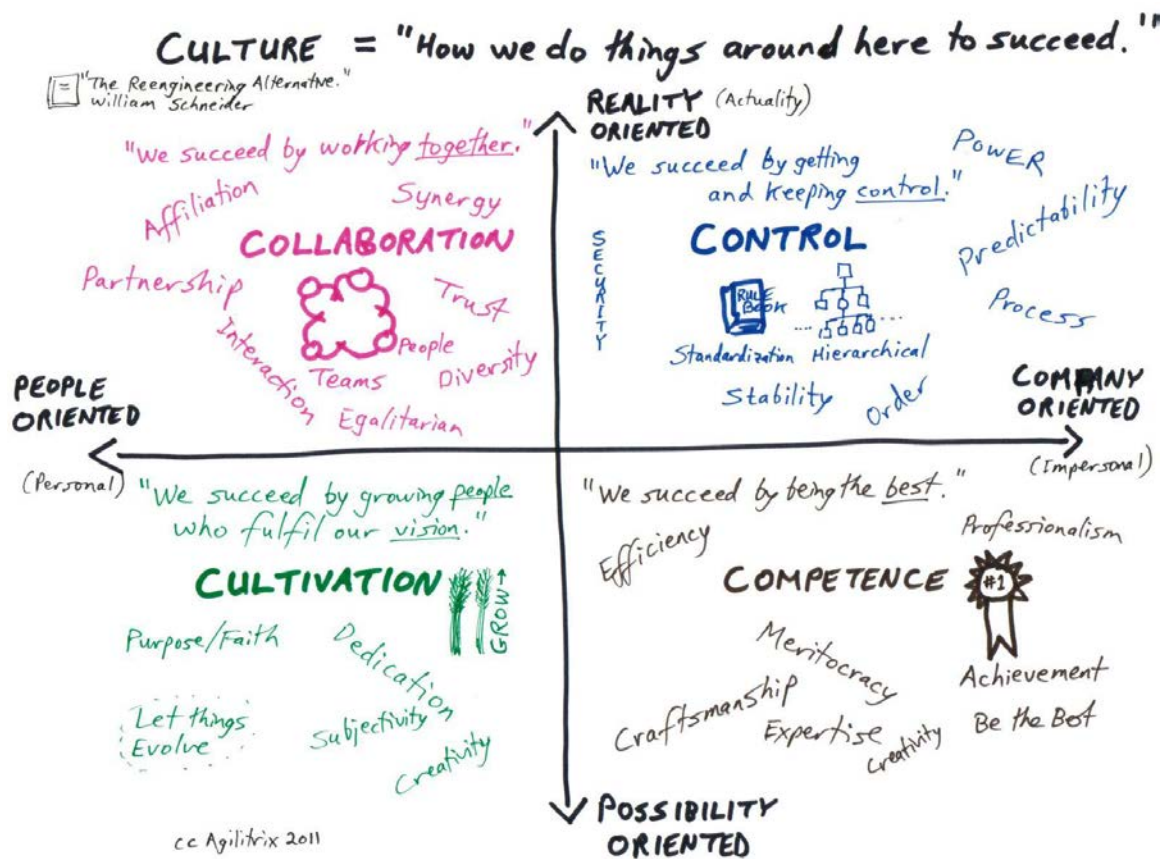 CULTURE = "How we do things around here to succeed."
"The Reengineering Alternative."
William Schneider
REALITY (Actuality)
ORIENTED
"We succeed by working together."
Affiliation
Synergy
COLLABORATION
Partnership
Trust
Interaction
People
Teams
Diversity
Egalitarian
"We succeed by getting
and keeping control."
POWER
Predictability
SECURITY
CONTROL
RULE
BOOK
Process
Standardization
Hierarchical
Stability
Order
PEOPLE
ORIENTED
(Personal)
COMPANY
ORIENTED
(Impersonal)
"We succeed by growing people
who fulfil our vision."
CULTIVATION
GROW
Purpose/Faith
Dedication
Let things
Evolve
Subjectivity
Creativity
"We succeed by being the best."
Efficiency
Professionalism
COMPETENCE
#1
Meritocracy
Achievement
Craftsmanship
Expertise
Creativity
Be the Best
POSSIBILITY
ORIENTED
cc Agilitrix 2011